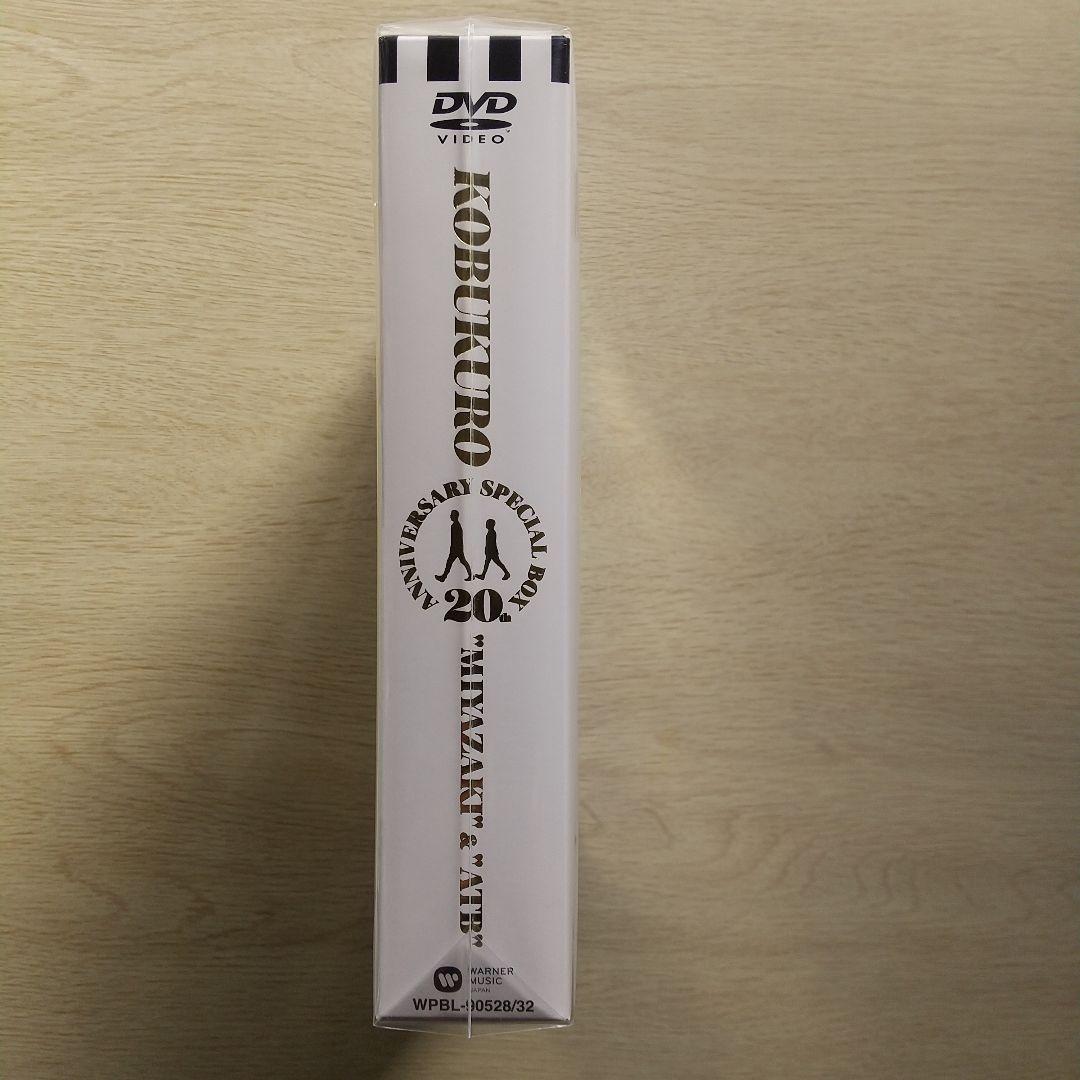 DVD
VIDEO
KOBUKURO
ANNIVERSARY SPECIAL BOX
20th
"MIYAZAKI" & "ATB"
WARNER
MUSIC
JAPAN
WPBL-90528/32